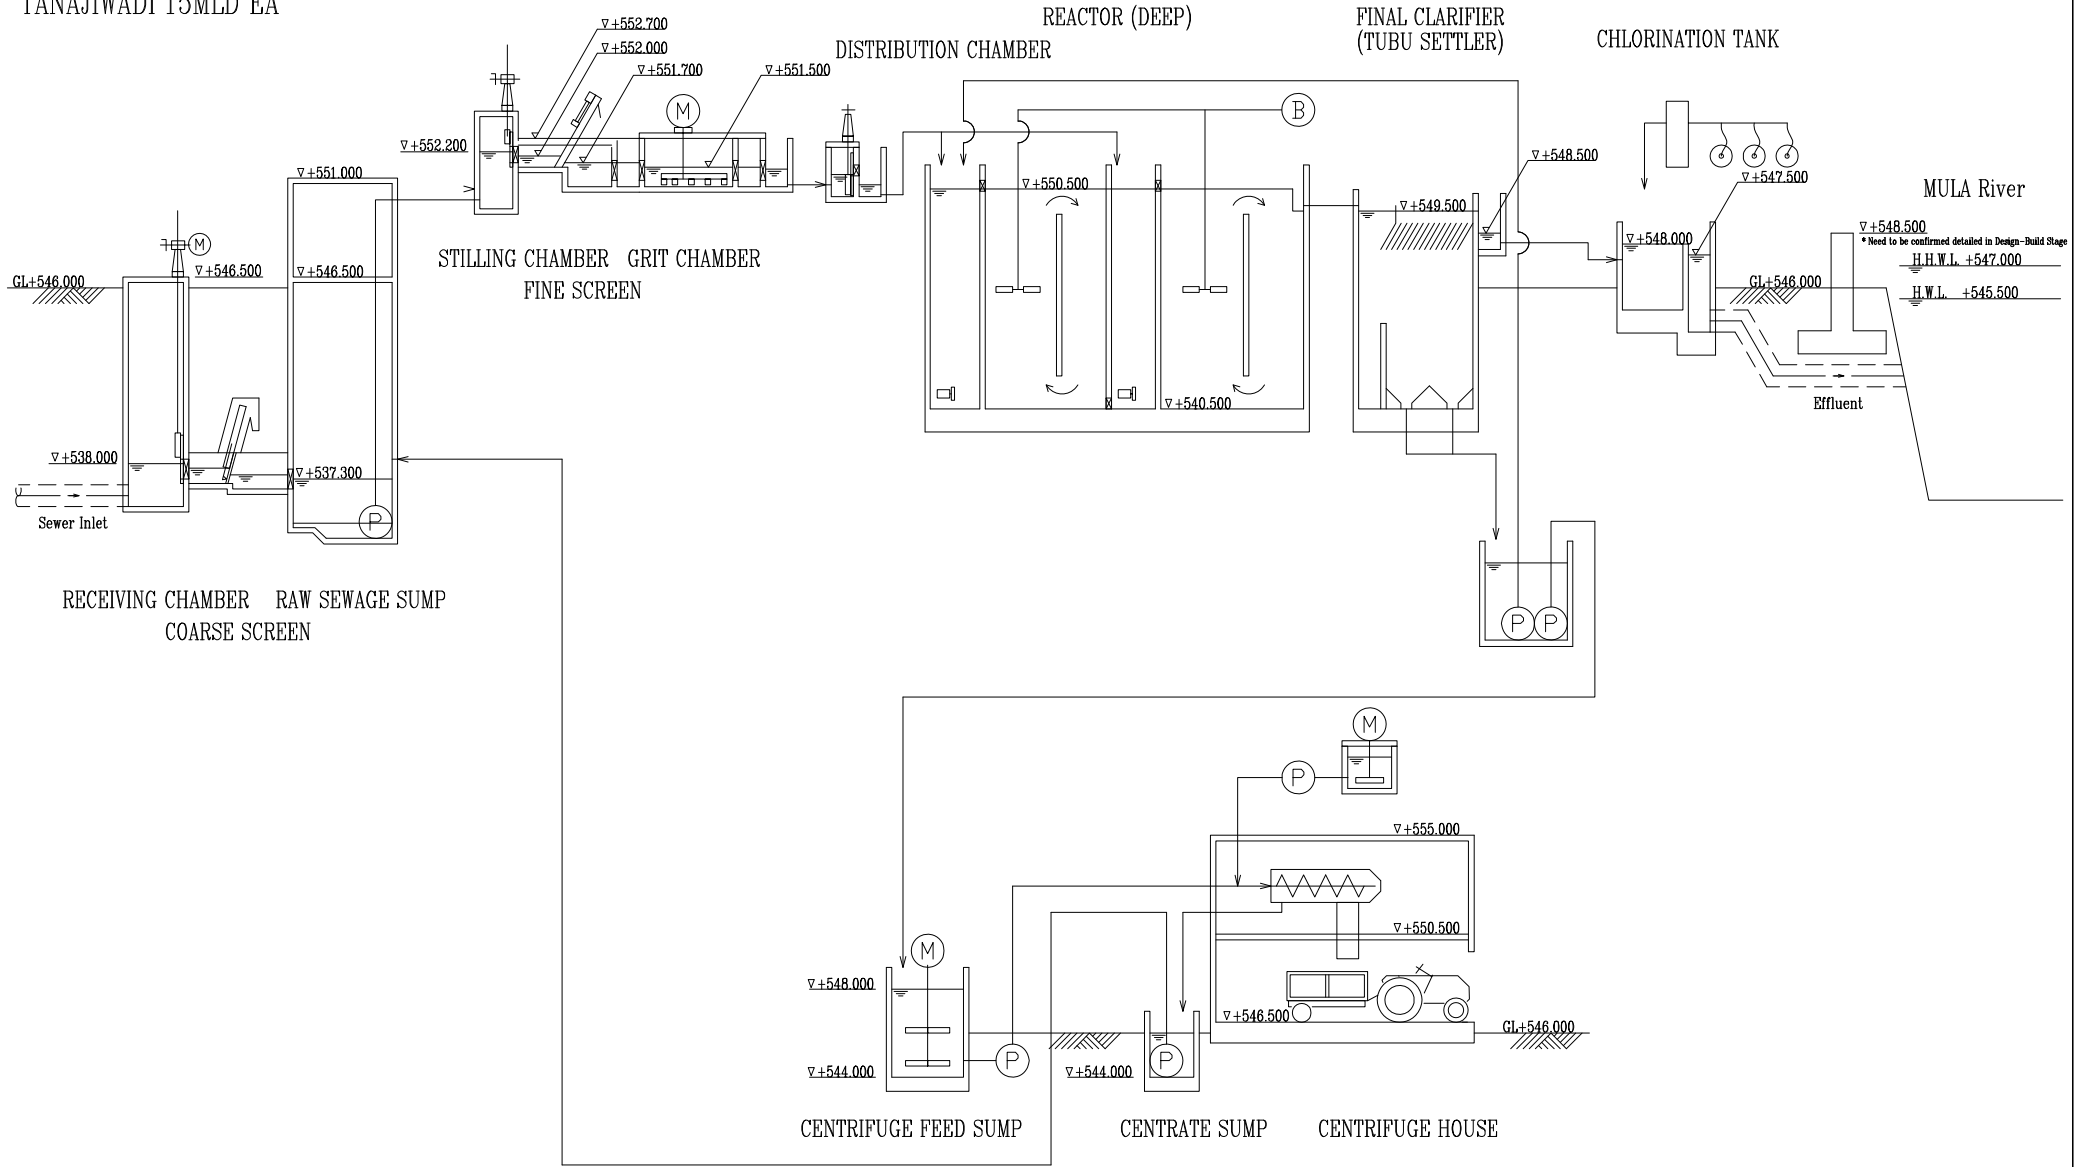 TANAJIWADI 15MLD EA
REACTOR (DEEP)
FINAL CLARIFIER
(TUBU SETTLER)
DISTRIBUTION CHAMBER
CHLORINATION TANK
▽+552.700
▽+552.000
▽+551.700
▽+551.500
M
B
▽+552.200
▽+548.500
▽+551.000
▽+550.500
▽+547.500
MULA River
▽+549.500
▽+548.500
* Need to be confirmed detailed in Design-Build Stage
M
▽+548.000
STILLING CHAMBER GRIT CHAMBER
FINE SCREEN
H.H.W.L. +547.000
▽+546.500
▽+546.500
GL+546.000
GL+546.000
H.W.L. +545.500
▽+540.500
Effluent
▽+538.000
▽+537.300
P
Sewer Inlet
RECEIVING CHAMBER RAW SEWAGE SUMP
COARSE SCREEN
P
P
M
P
▽+555.000
▽+550.500
M
▽+548.000
▽+546.500
GL+546.000
P
P
▽+544.000
▽+544.000
CENTRIFUGE FEED SUMP
CENTRATE SUMP
CENTRIFUGE HOUSE